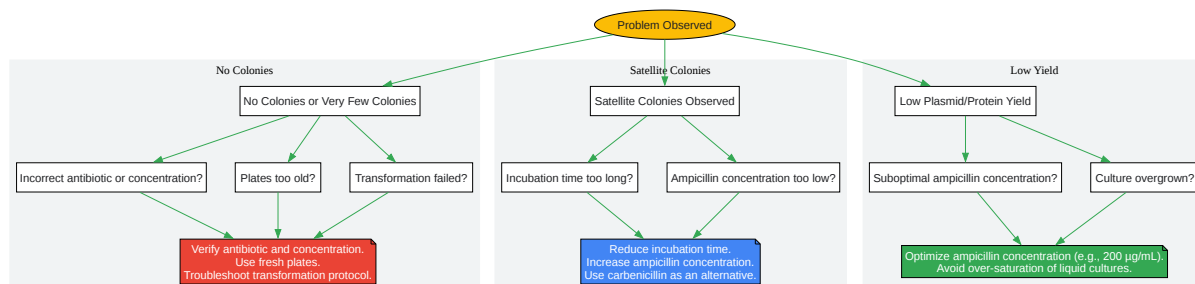 Problem Observed
No Colonies
Satellite Colonies
Low Yield
No Colonies or Very Few Colonies
Satellite Colonies Observed
Low Plasmid/Protein Yield
Incorrect antibiotic or concentration?
Plates too old?
Transformation failed?
Incubation time too long?
Ampicillin concentration too low?
Suboptimal ampicillin concentration?
Culture overgrown?
Verify antibiotic and concentration.
Use fresh plates.
Troubleshoot transformation protocol.
Reduce incubation time.
Increase ampicillin concentration.
Use carbenicillin as an alternative.
Optimize ampicillin concentration (e.g., 200 µg/mL).
Avoid over-saturation of liquid cultures.